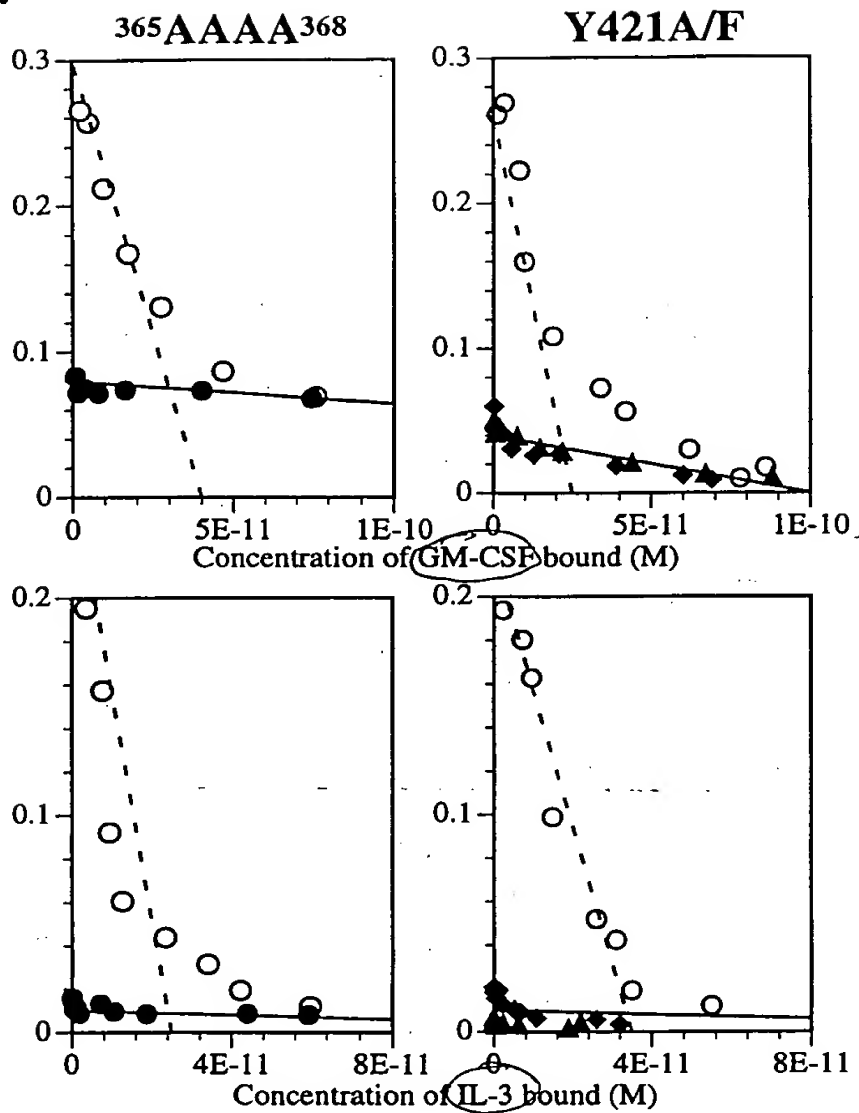 ³⁶⁵AAAA³⁶⁸
Y421A/F
0.3
0.2
0.1
0
0
5E-11
1E-10
0.3
0.2
0.1
0
0
5E-11
1E-10
Concentration of GM-CSF bound (M)
0.2
0.1
0
0
4E-11
8E-11
0.2
0.1
0
0
4E-11
8E-11
Concentration of IL-3 bound (M)